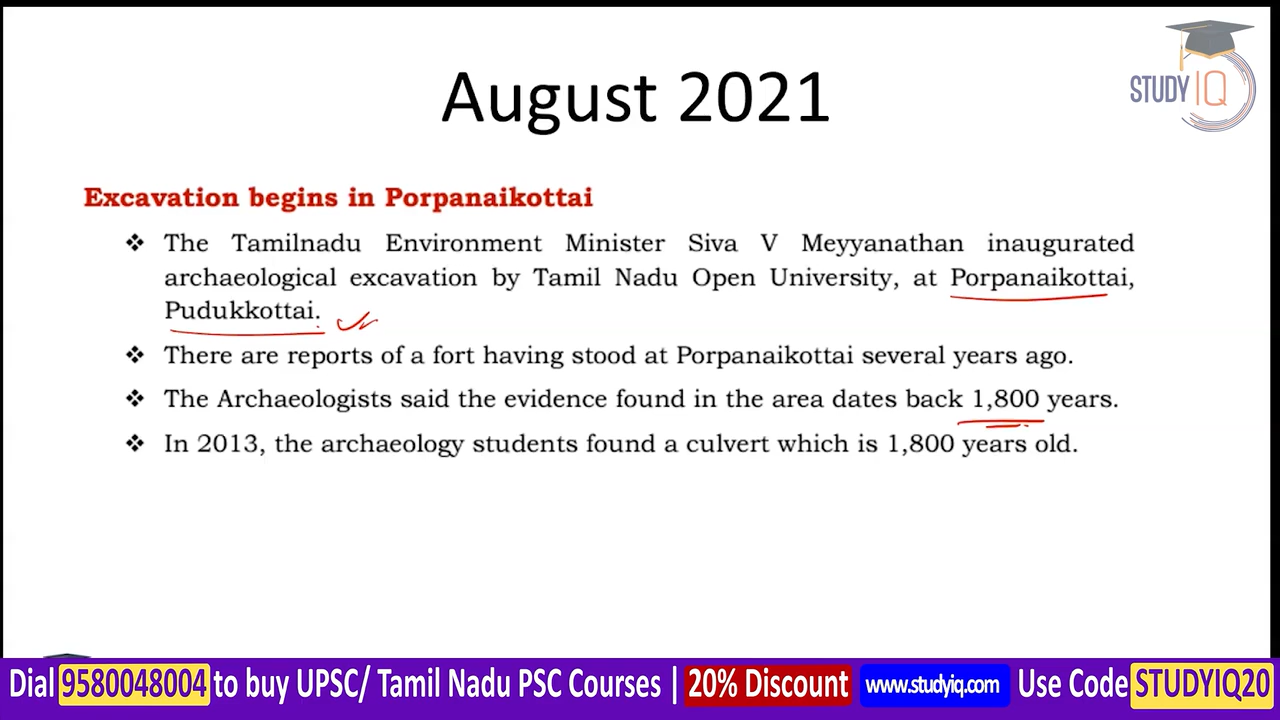 STUDY IQ
August 2021
Excavation begins in Porpanaikottai
❖ The Tamilnadu Environment Minister Siva V Meyyanathan inaugurated
archaeological excavation by Tamil Nadu Open University, at Porpanaikottai,
Pudukkottai.
❖ There are reports of a fort having stood at Porpanaikottai several years ago.
❖ The Archaeologists said the evidence found in the area dates back 1,800 years.
❖ In 2013, the archaeology students found a culvert which is 1,800 years old.
Dial 9580048004 to buy UPSC/ Tamil Nadu PSC Courses | 20% Discount www.studyiq.com Use Code STUDYIQ20